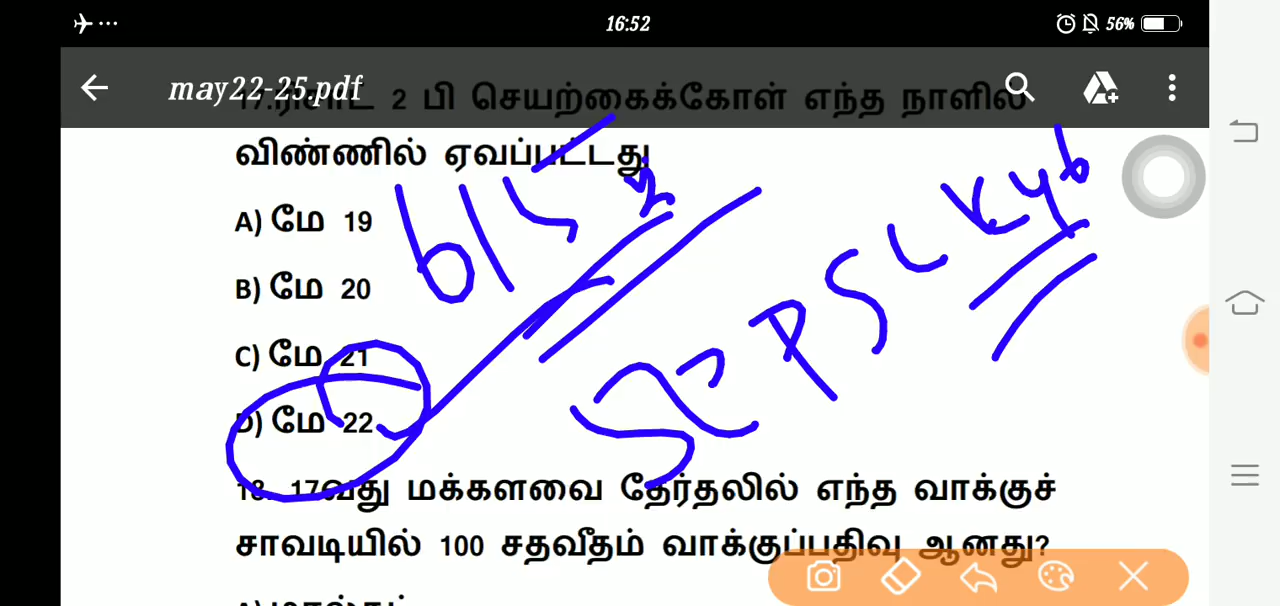 16:52
56%
may22-25.pdf
2 பி செயற்கைக்கோள் எந்த நாளில்
விண்ணில் ஏவப்பட்டது
A) மே 19
B) மே 20
C) மே 21
D) மே 22
18. 17வது மக்களவை தேர்தலில் எந்த வாக்குச்
சாவடியில் 100 சதவீதம் வாக்குப்பதிவு ஆனது?